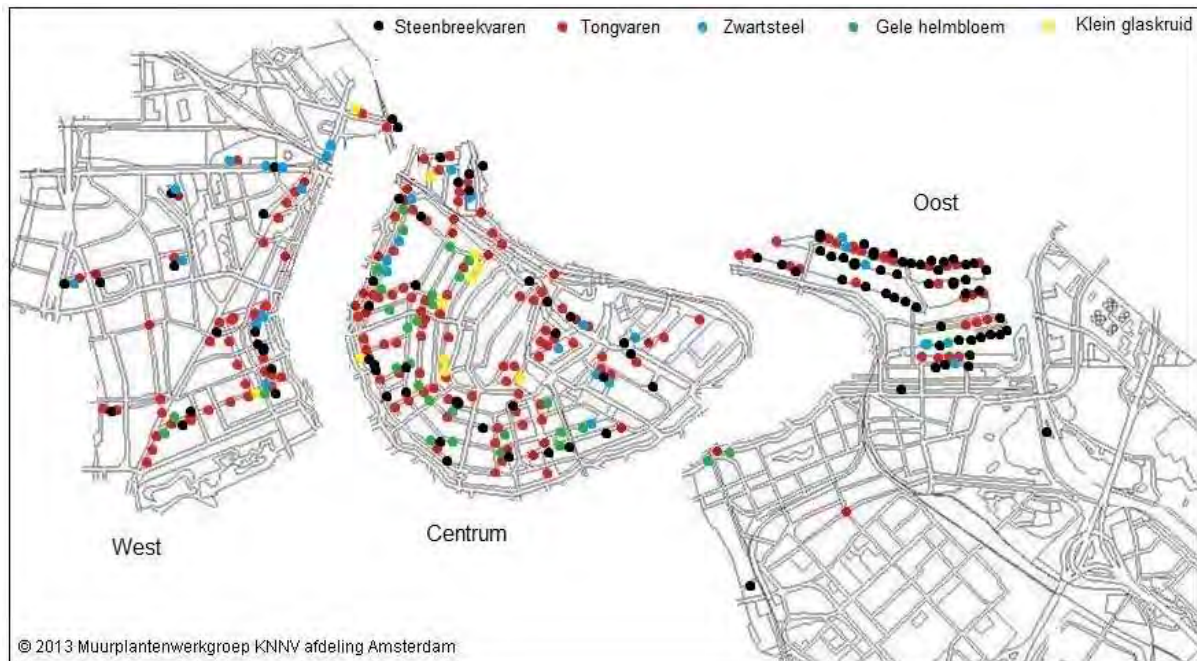 Steenbreekvaren Tongvaren Zwartsteel Gele helmbloem Klein glaskruid
Oost
West
Centrum
© 2013 Muurplantenwerkgroep KNNV afdeling Amsterdam